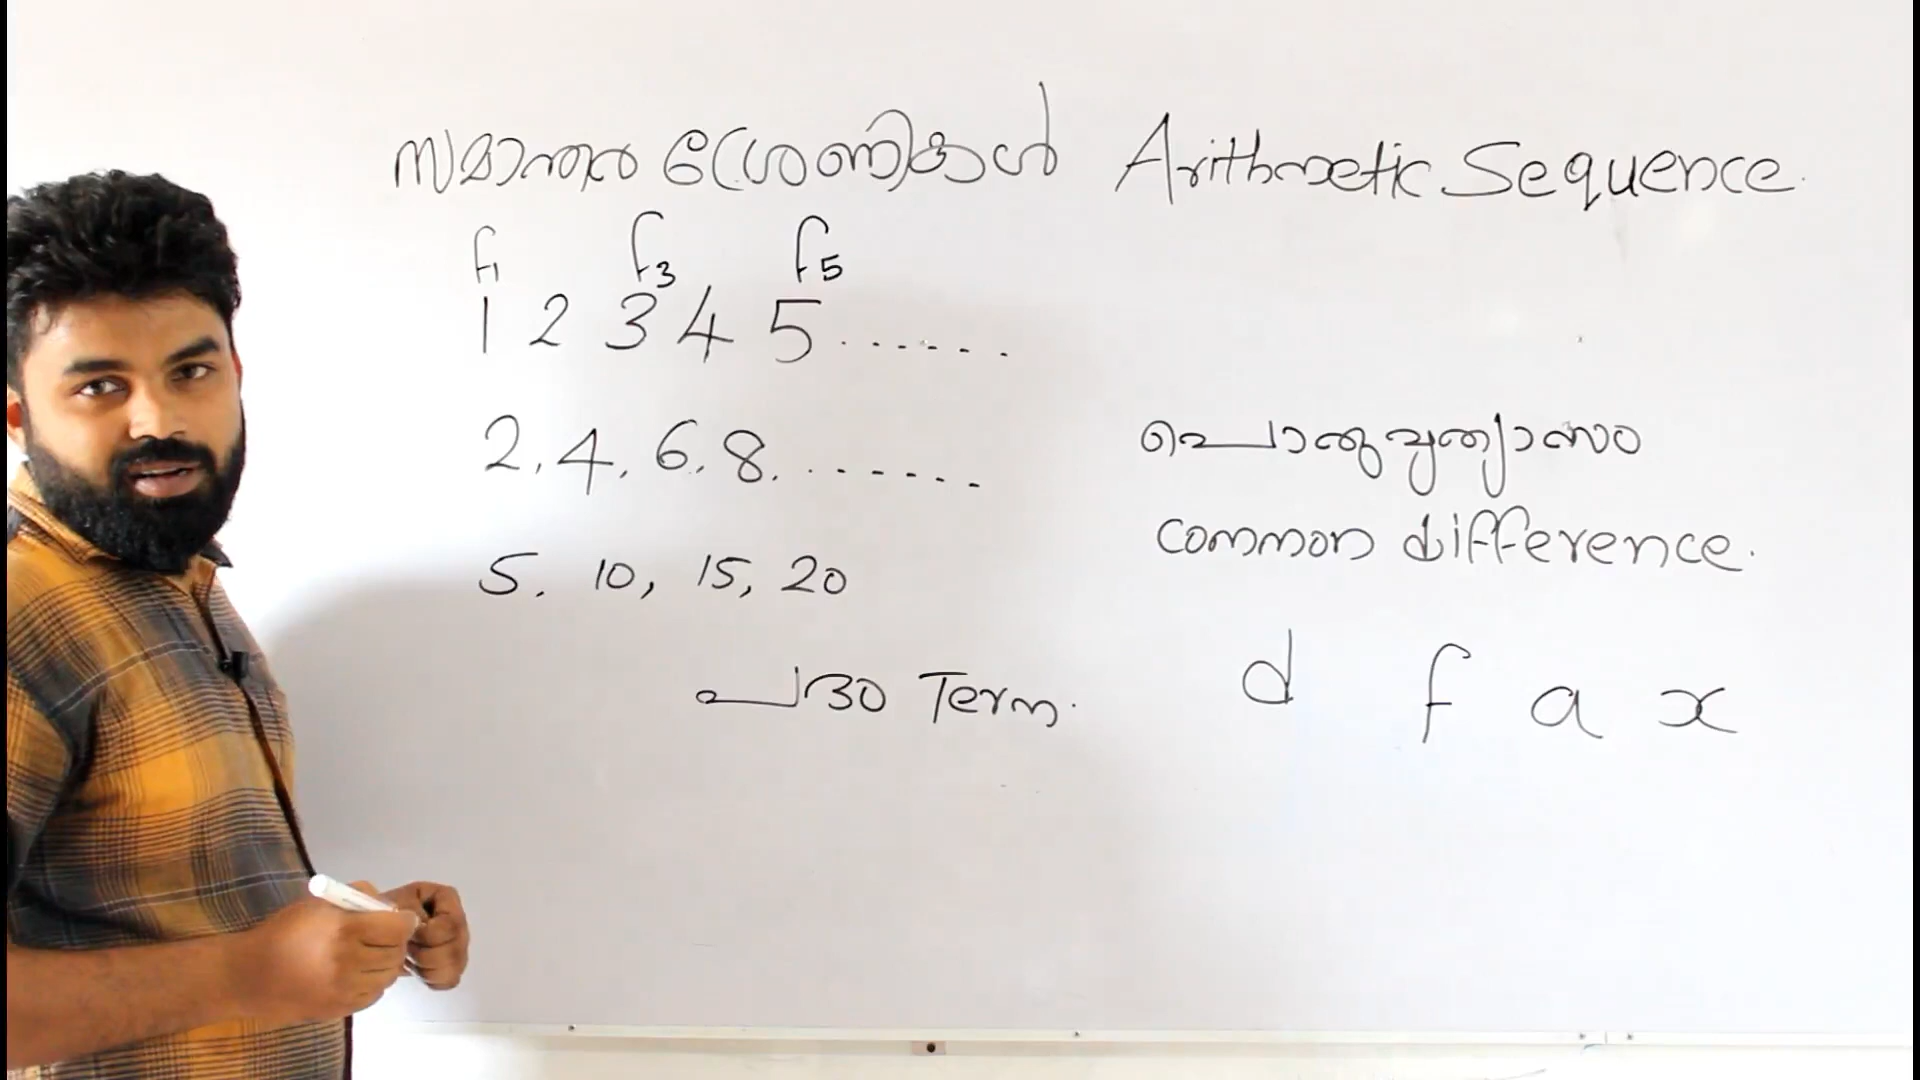 സമാന്തര ശ്രേണികൾ Arithmetic Sequence.
f1 f3 f5
1 2 3 4 5 . . . . . .
2, 4, 6, 8, . . . . . .
പൊതുവ്യത്യാസം
common difference.
5, 10, 15, 20
പദം Term.
d f a x